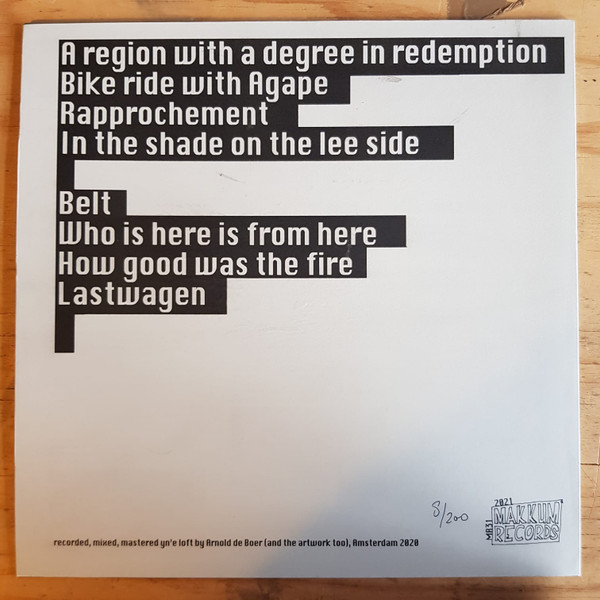 A region with a degree in redemption
Bike ride with Agape
Rapprochement
In the shade on the lee side
Belt
Who is here is from here
How good was the fire
Lastwagen
8/200
2021
MR31
MAKKUM
RECORDS
recorded, mixed, mastered yn'e loft by Arnold de Boer (and the artwork too), Amsterdam 2020